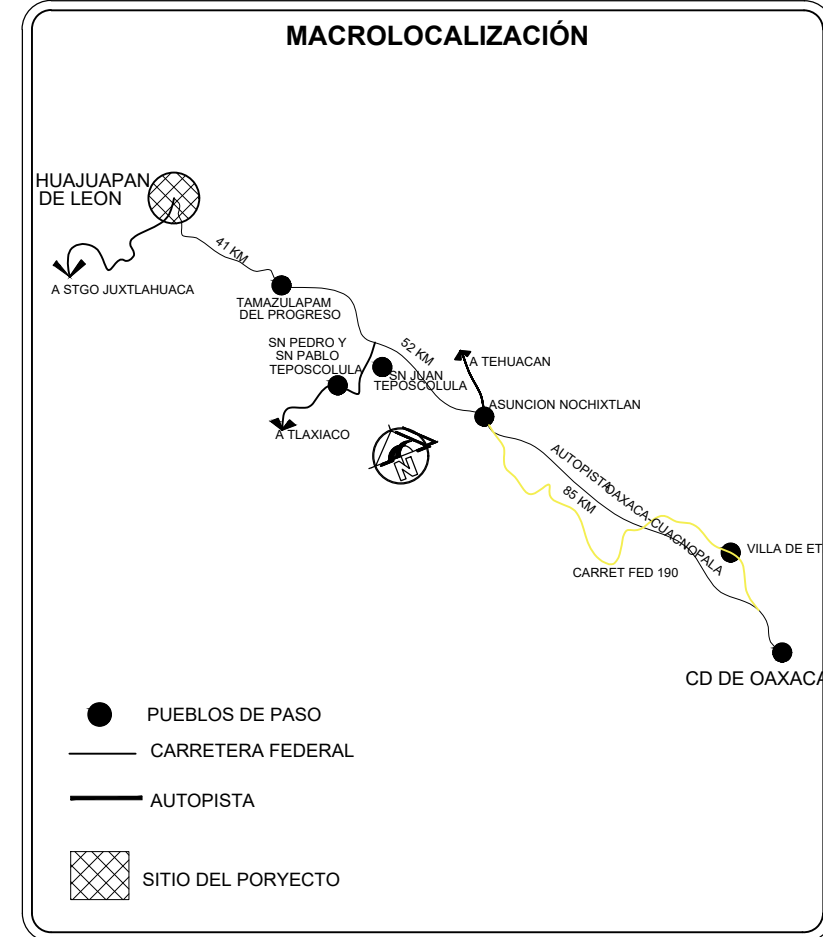 MACROLOCALIZACIÓN
HUAJUAPAN
DE LEON
41 KM
A STGO JUXTLAHUACA
TAMAZULAPAM
DEL PROGRESO
SN PEDRO Y
SN PABLO
TEPOSCOLULA
52 KM
SN JUAN
TEPOSCOLULA
A TEHUACAN
ASUNCION NOCHIXTLAN
A TLAXIACO
N
AUTOPISTA OAXACA-CUACNOPALA
85 KM
CARRET FED 190
VILLA DE ET
CD DE OAXACA
PUEBLOS DE PASO
CARRETERA FEDERAL
AUTOPISTA
SITIO DEL PORYECTO